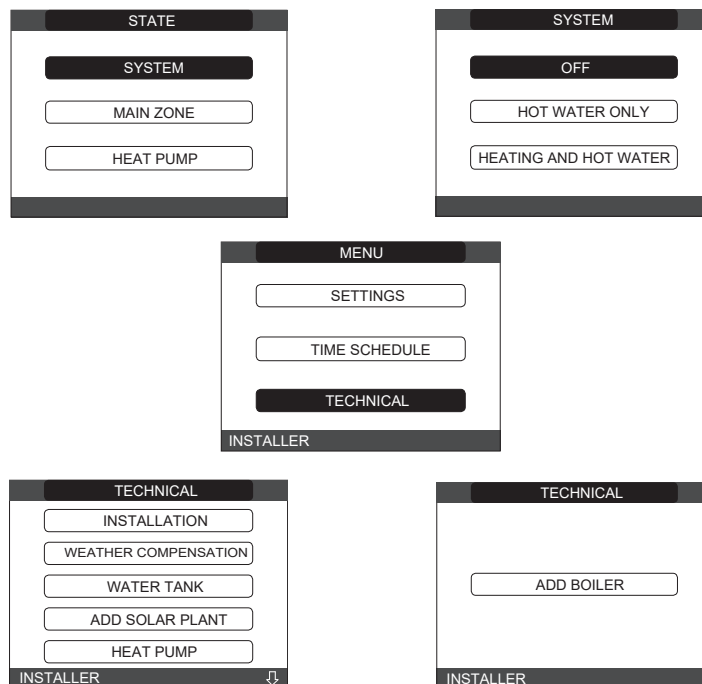 STATE
SYSTEM
MAIN ZONE
HEAT PUMP
SYSTEM
OFF
HOT WATER ONLY
HEATING AND HOT WATER
MENU
SETTINGS
TIME SCHEDULE
TECHNICAL
INSTALLER
TECHNICAL
INSTALLATION
WEATHER COMPENSATION
WATER TANK
ADD SOLAR PLANT
HEAT PUMP
INSTALLER
TECHNICAL
ADD BOILER
INSTALLER